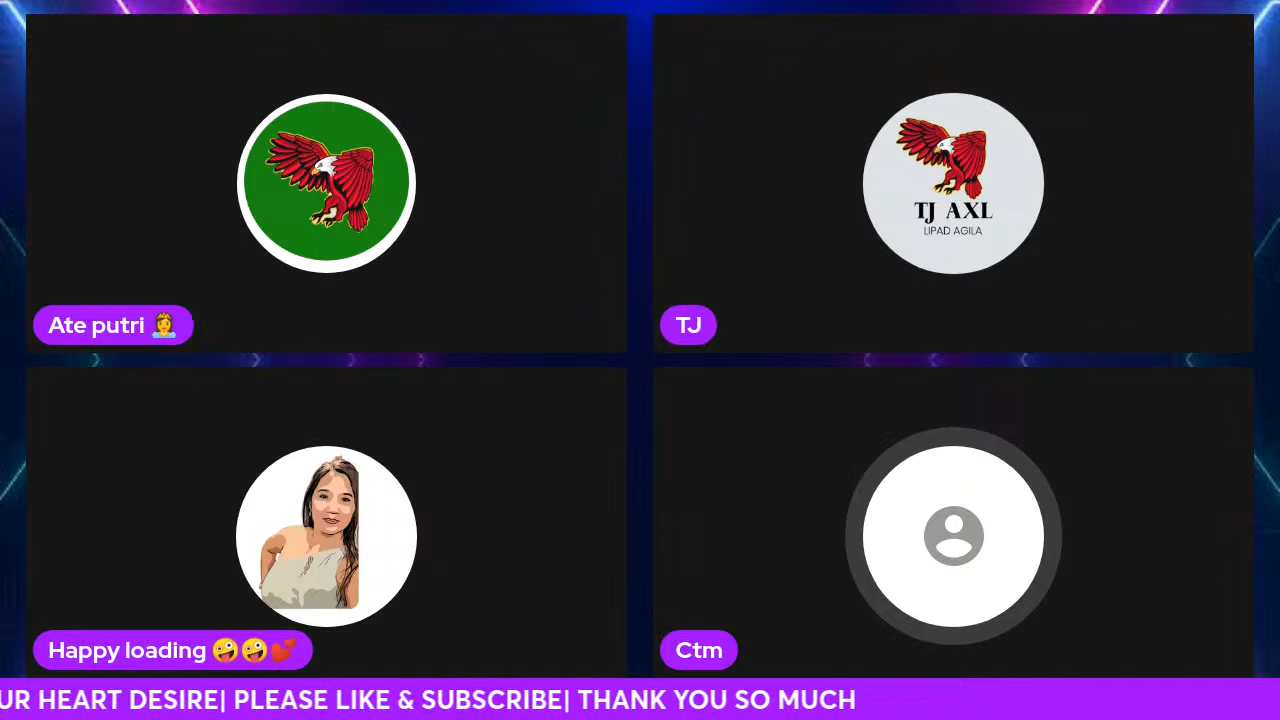 TJ AXL
LIPAD AGILA
Ate putri 👸
TJ
Happy loading 🤪🤪💕
Ctm
UR HEART DESIRE| PLEASE LIKE & SUBSCRIBE| THANK YOU SO MUCH